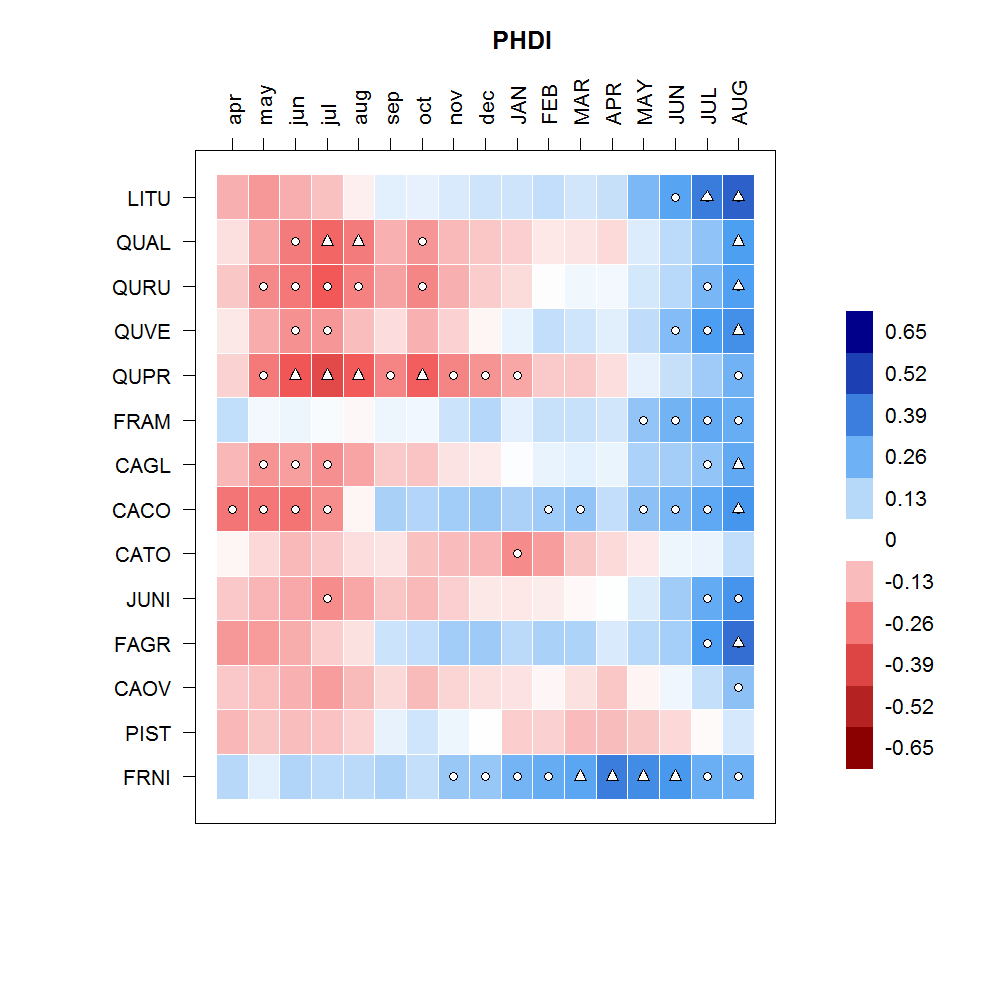 PHDI
apr may jun jul aug sep oct nov dec JAN FEB MAR APR MAY JUN JUL AUG
LITU
QUAL
QURU
QUVE
QUPR
FRAM
CAGL
CACO
CATO
JUNI
FAGR
CAOV
PIST
FRNI
0.65
0.52
0.39
0.26
0.13
0
-0.13
-0.26
-0.39
-0.52
-0.65